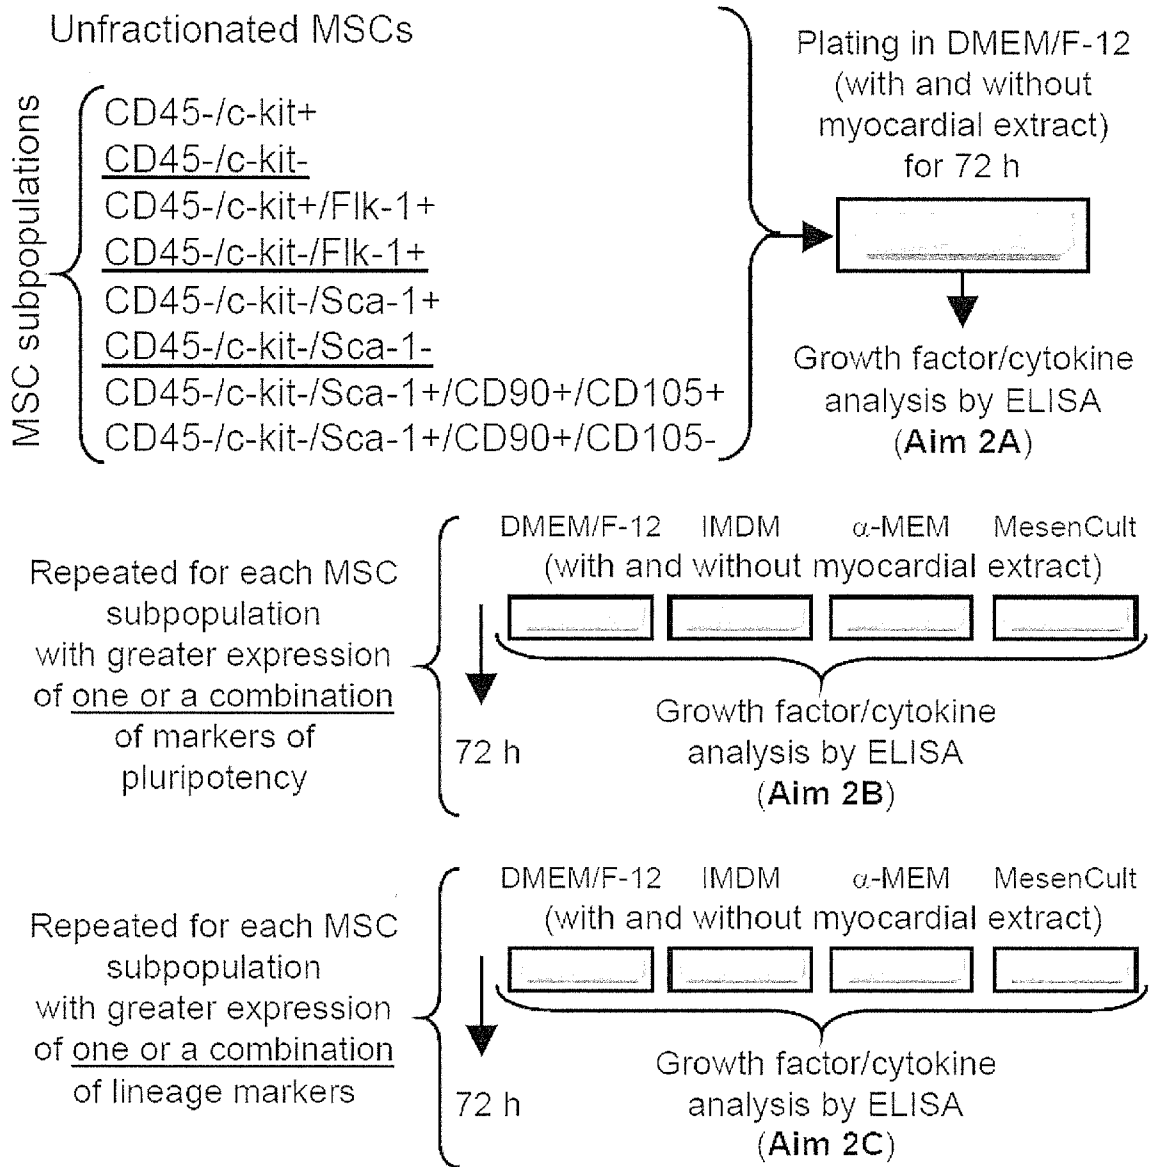 Unfractionated MSCs
MSC subpopulations
CD45-/c-kit+
CD45-/c-kit-
CD45-/c-kit+/Flk-1+
CD45-/c-kit-/Flk-1+
CD45-/c-kit-/Sca-1+
CD45-/c-kit-/Sca-1-
CD45-/c-kit-/Sca-1+/CD90+/CD105+
CD45-/c-kit-/Sca-1+/CD90+/CD105-
Plating in DMEM/F-12
(with and without
myocardial extract)
for 72 h
Growth factor/cytokine
analysis by ELISA
(Aim 2A)
Repeated for each MSC
subpopulation
with greater expression
of one or a combination
of markers of
pluripotency
72 h
DMEM/F-12 IMDM α-MEM MesenCult
(with and without myocardial extract)
Growth factor/cytokine
analysis by ELISA
(Aim 2B)
Repeated for each MSC
subpopulation
with greater expression
of one or a combination
of lineage markers
72 h
DMEM/F-12 IMDM α-MEM MesenCult
(with and without myocardial extract)
Growth factor/cytokine
analysis by ELISA
(Aim 2C)